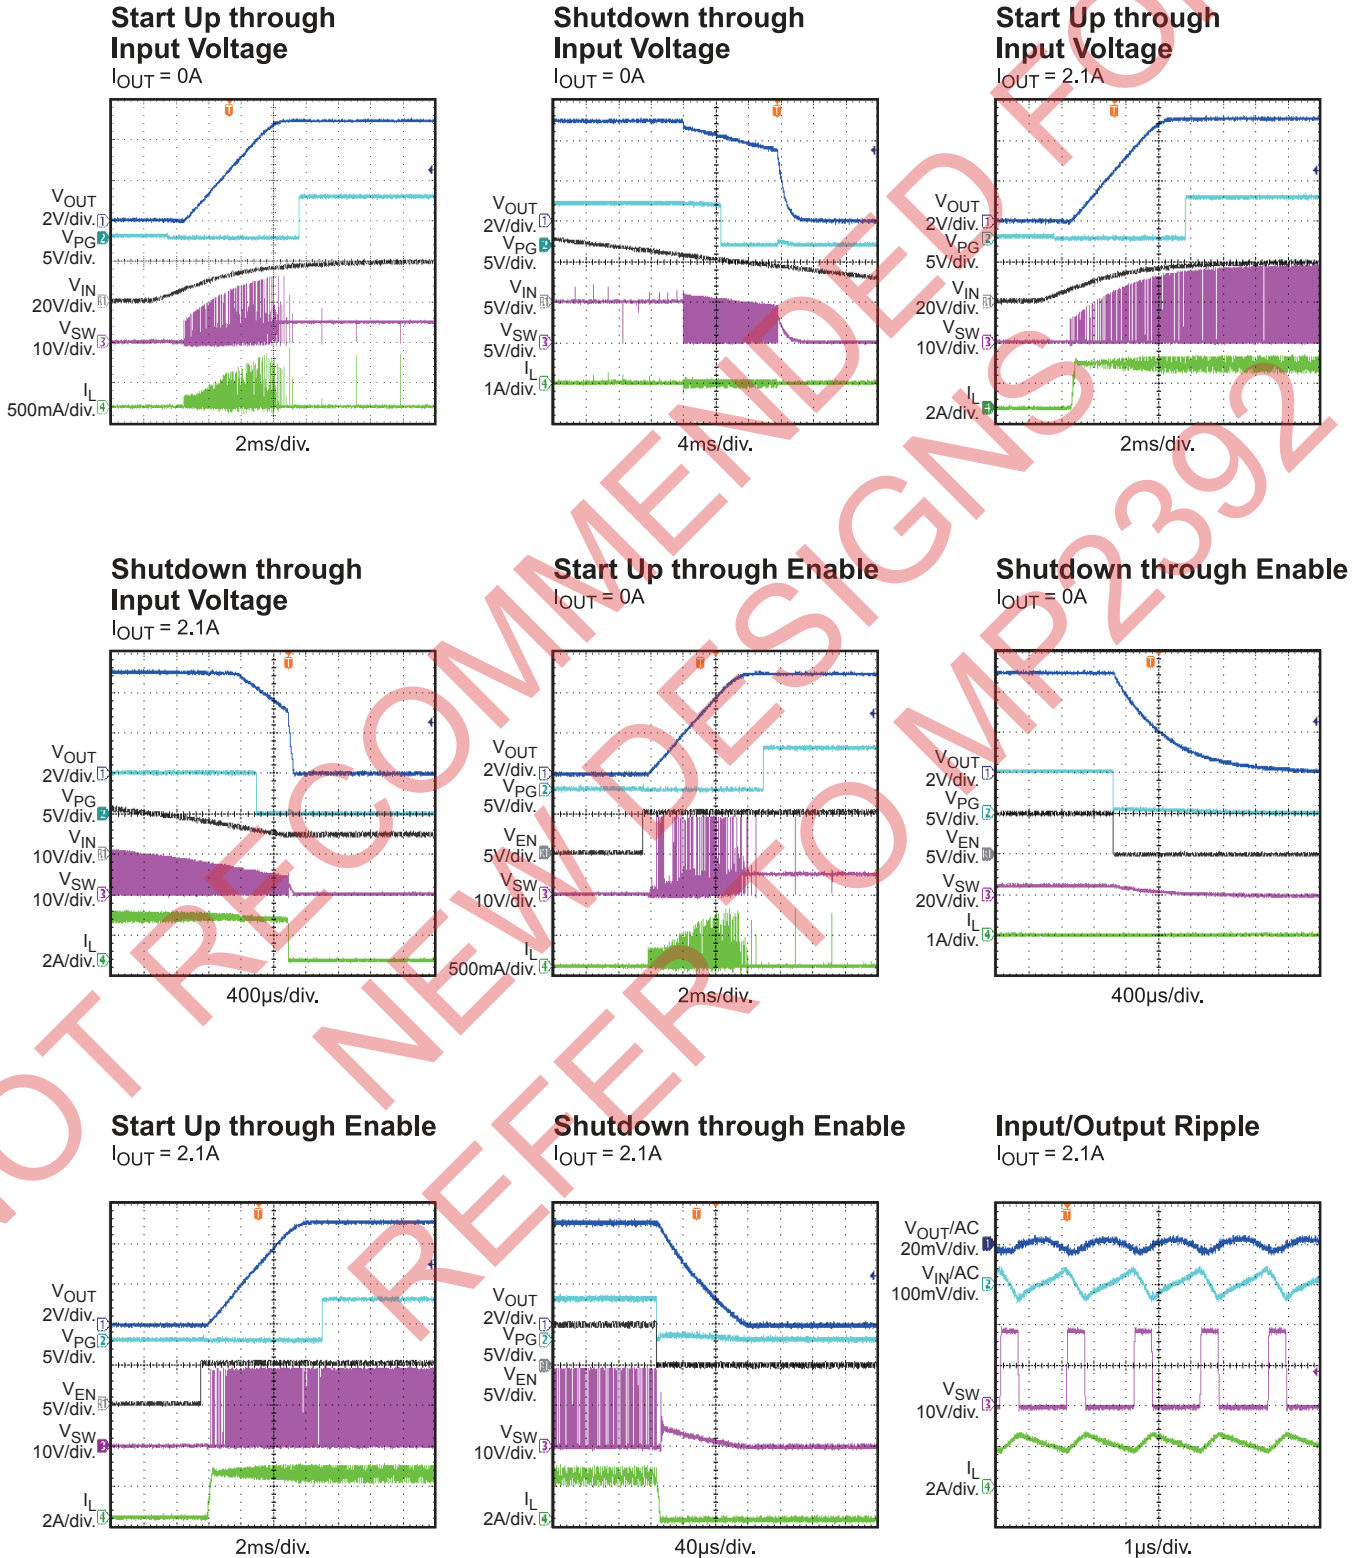 Start Up through
Input Voltage
IOUT = 0A
VOUT
2V/div.
VPG
5V/div.
VIN
20V/div.
VSW
10V/div.
IL
500mA/div.
2ms/div.
Shutdown through
Input Voltage
IOUT = 0A
VOUT
2V/div.
VPG
5V/div.
VIN
5V/div.
VSW
5V/div.
IL
1A/div.
4ms/div.
Start Up through
Input Voltage
IOUT = 2.1A
VOUT
2V/div.
VPG
5V/div.
VIN
20V/div.
VSW
10V/div.
IL
2A/div.
2ms/div.
Shutdown through
Input Voltage
IOUT = 2.1A
VOUT
2V/div.
VPG
5V/div.
VIN
10V/div.
VSW
10V/div.
IL
2A/div.
400µs/div.
Start Up through Enable
IOUT = 0A
VOUT
2V/div.
VPG
5V/div.
VEN
5V/div.
VSW
10V/div.
IL
500mA/div.
2ms/div.
Shutdown through Enable
IOUT = 0A
VOUT
2V/div.
VPG
5V/div.
VEN
5V/div.
VSW
20V/div.
IL
1A/div.
400µs/div.
Start Up through Enable
IOUT = 2.1A
VOUT
2V/div.
VPG
5V/div.
VEN
5V/div.
VSW
10V/div.
IL
2A/div.
2ms/div.
Shutdown through Enable
IOUT = 2.1A
VOUT
2V/div.
VPG
5V/div.
VEN
5V/div.
VSW
10V/div.
IL
2A/div.
40µs/div.
Input/Output Ripple
IOUT = 2.1A
VOUT/AC
20mV/div.
VIN/AC
100mV/div.
VSW
10V/div.
IL
2A/div.
1µs/div.
NOT RECOMMENDED FOR
NEW DESIGNS
REFER TO MP2392